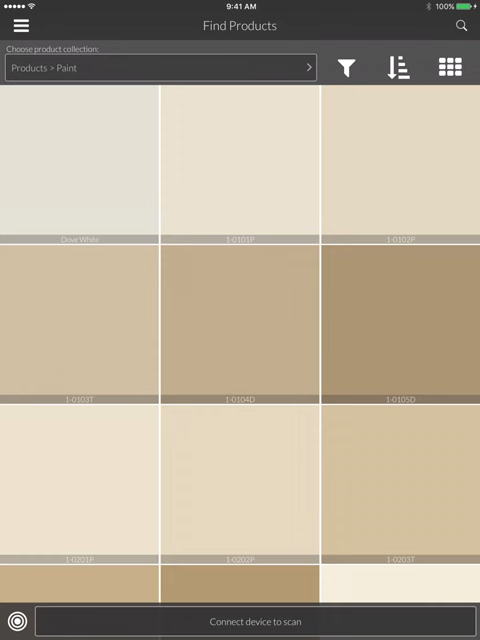 9:41 AM
100%
Find Products
Choose product collection:
Products > Paint
Dove White
1-0101P
1-0102P
1-0103T
1-0104D
1-0105D
1-0201P
1-0202P
1-0203T
Connect device to scan